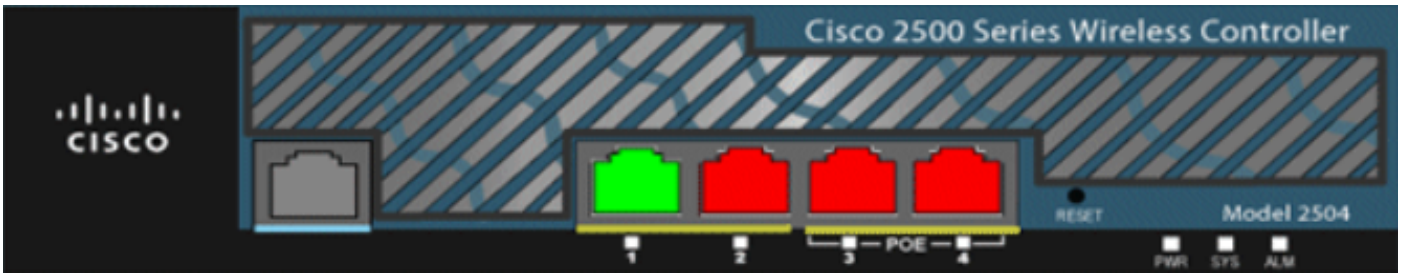 Cisco 2500 Series Wireless Controller
CISCO
RESET
Model 2504
1 2 3 POE 4
PWR SYS ALM